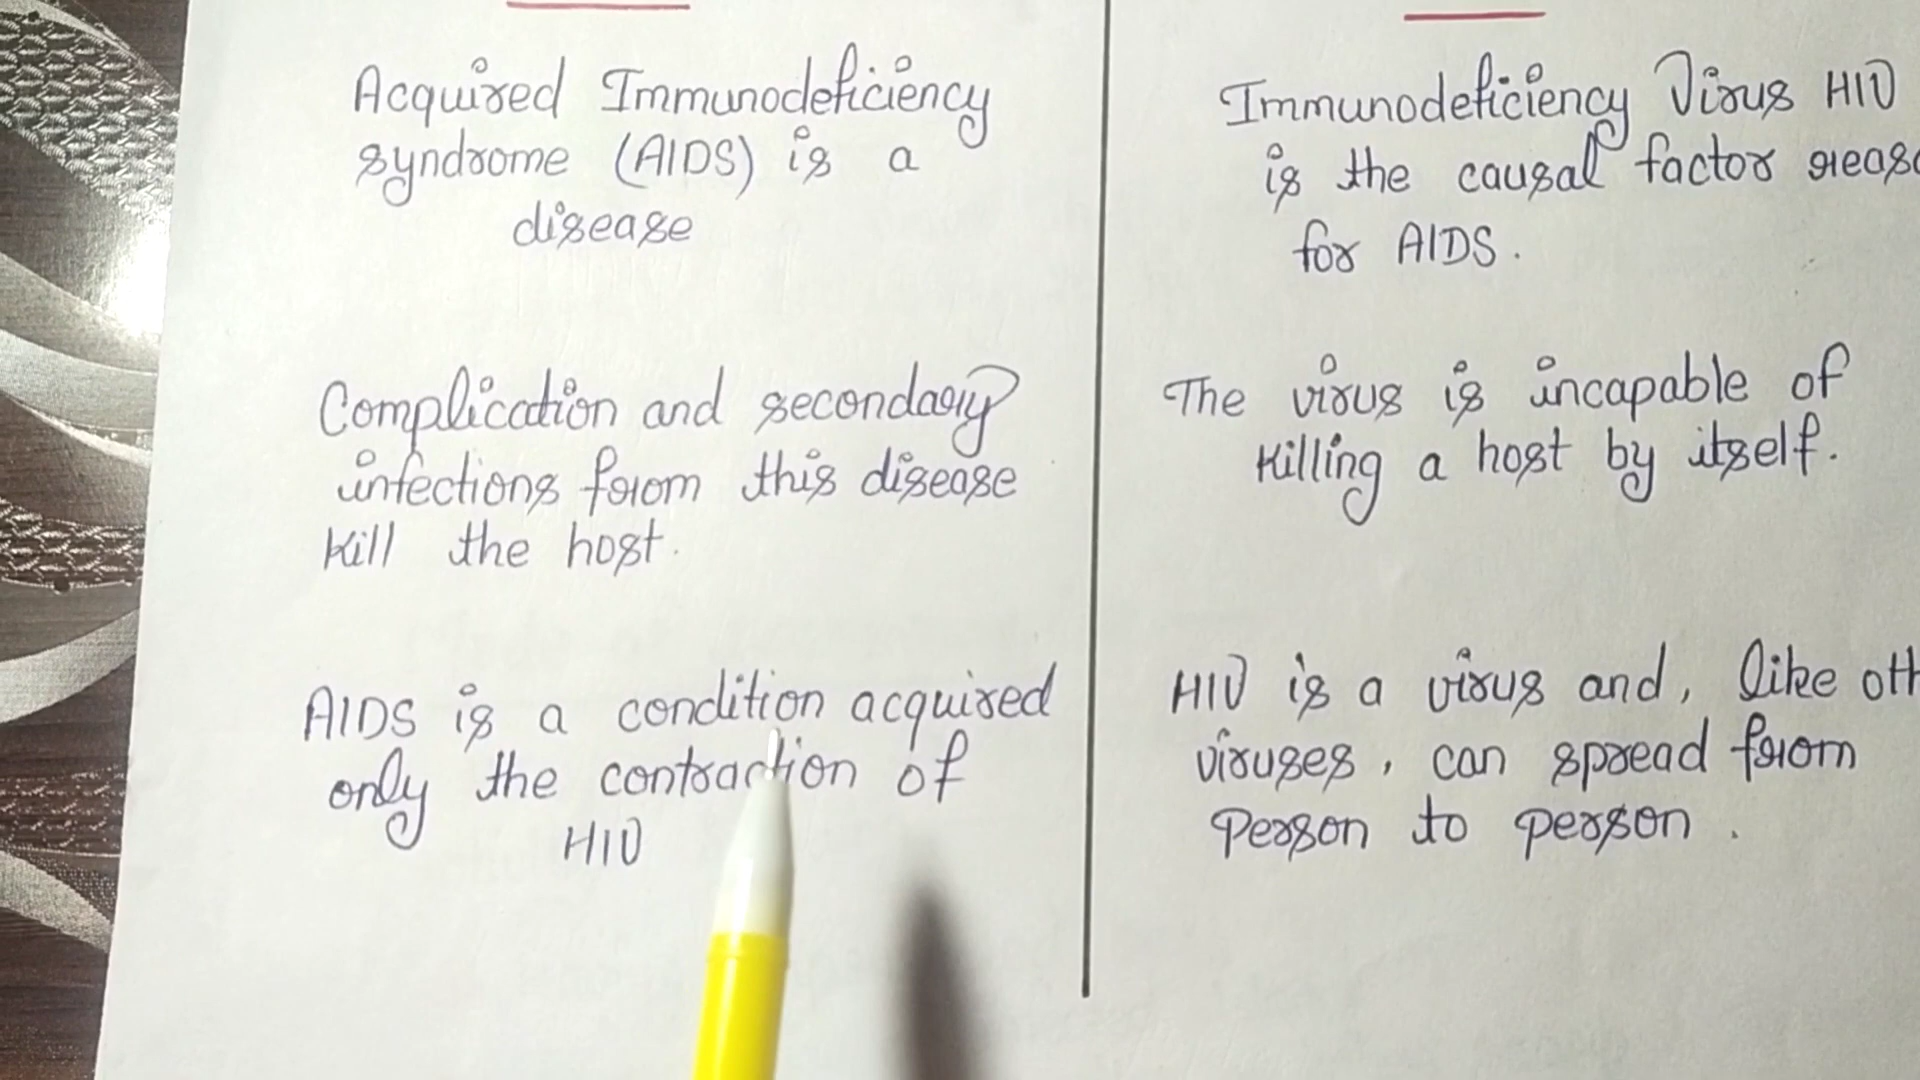 Acquired Immunodeficiency
syndrome (AIDS) is a
disease
Complication and secondary
infections from this disease
kill the host.
AIDS is a condition acquired
only the contraction of
HIV
Immunodeficiency Virus HIV
is the causal factor
for AIDS.
The virus is incapable of
killing a host by itself.
HIV is a virus and, like oth
viruses, can spread from
Person to person.